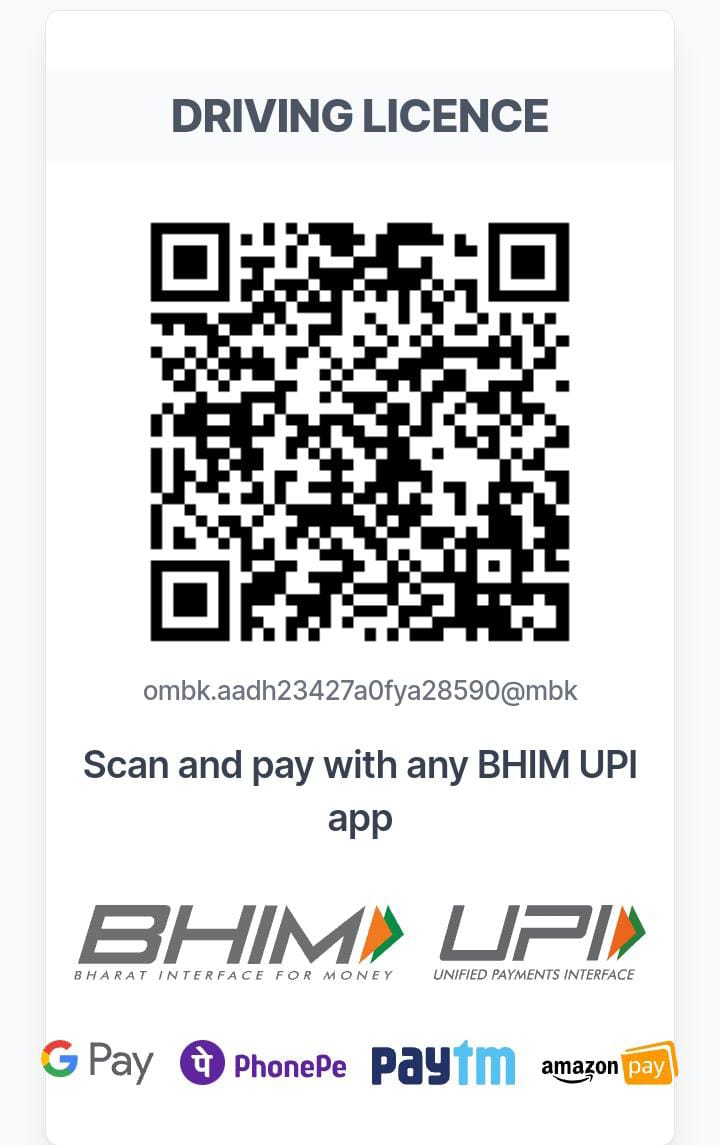 DRIVING LICENCE
ombk.aadh23427a0fya28590@mbk
Scan and pay with any BHIM UPI
app
BHIM UPI
BHARAT INTERFACE FOR MONEY UNIFIED PAYMENTS INTERFACE
G Pay पे PhonePe paytm amazon pay